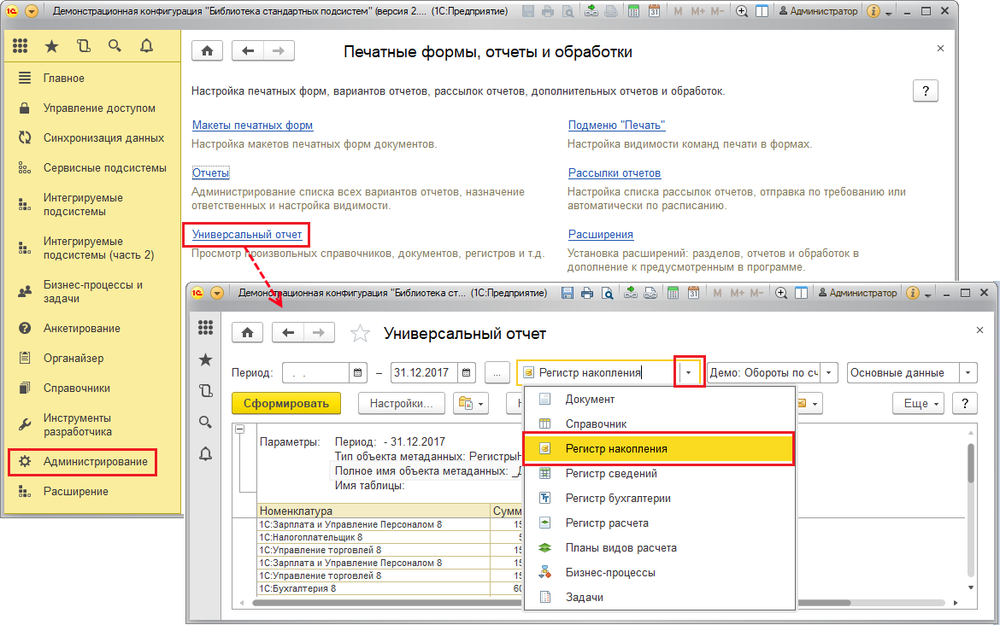 Демонстрационная конфигурация "Библиотека стандартных подсистем" (версия 2.... (1С:Предприятие)
M M+ M-
Администратор
Печатные формы, отчеты и обработки
Настройка печатных форм, вариантов отчетов, рассылок отчетов, дополнительных отчетов и обработок.
?
Главное
Управление доступом
Синхронизация данных
Сервисные подсистемы
Интегрируемые
подсистемы
Интегрируемые
подсистемы (часть 2)
Бизнес-процессы и
задачи
Анкетирование
Органайзер
Справочники
Инструменты
разработчика
Администрирование
Расширение
Макеты печатных форм
Настройка макетов печатных форм документов.
Подменю "Печать"
Настройка видимости команд печати в формах.
Отчеты
Администрирование списка всех вариантов отчетов, назначение
ответственных и настройка видимости.
Рассылки отчетов
Настройка списка рассылок отчетов, отправка по требованию или
автоматически по расписанию.
Универсальный отчет
Просмотр произвольных справочников, документов, регистров и т.д.
Расширения
Установка расширений: разделов, отчетов и обработок в
дополнение к предусмотренным в программе.
Демонстрационная конфигурация "Библиотека ст... (1С:Предприятие)
M M+ M-
Администратор
Универсальный отчет
Период: . . – 31.12.2017 ... Регистр накопления Демо: Обороты по сч Основные данные
Сформировать Настройки... Еще ?
Параметры: Период: - 31.12.2017
Тип объекта метаданных: РегистрыН
Полное имя объекта метаданных: _Д
Имя таблицы:
Номенклатура Сумм
1С:Зарплата и Управление Персоналом 8 15
1С:Налогоплательщик 8 5
1С:Управление торговлей 8 15
1С:Зарплата и Управление Персоналом 8 15
1С:Управление торговлей 8 15
1С:Бухгалтерия 8 60
Документ
Справочник
Регистр накопления
Регистр сведений
Регистр бухгалтерии
Регистр расчета
Планы видов расчета
Бизнес-процессы
Задачи